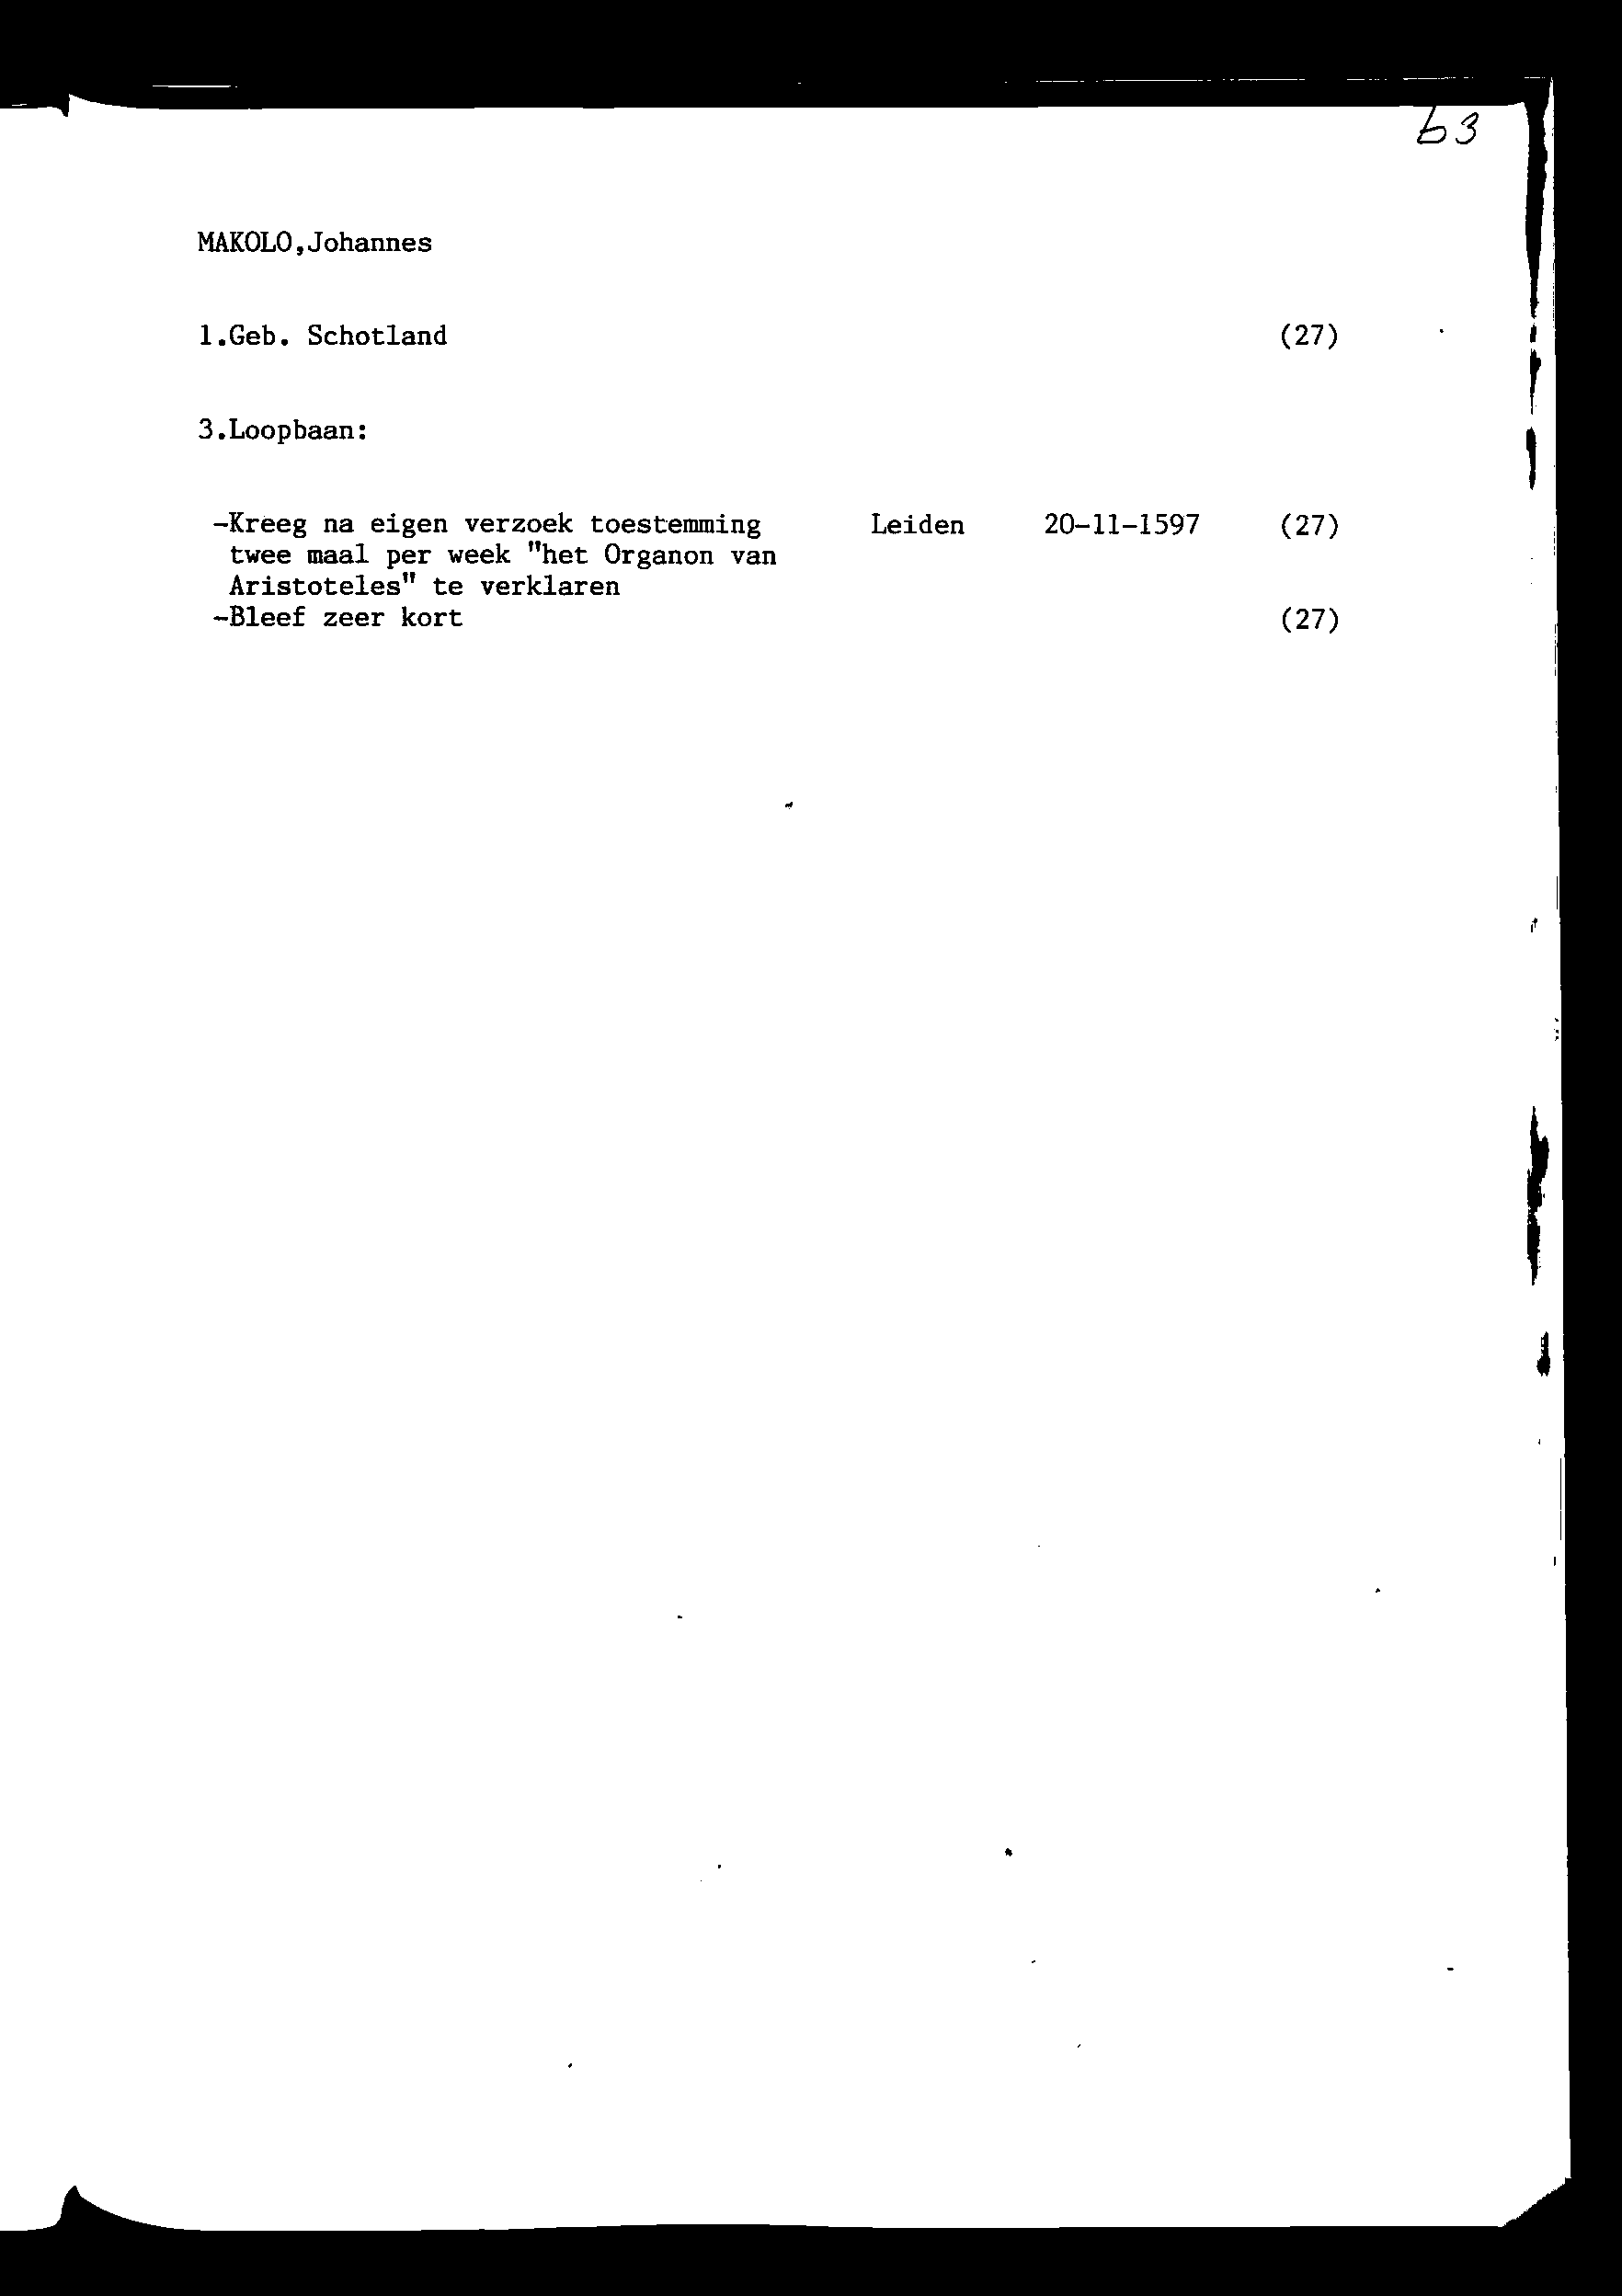 63
MAKOLO,Johannes
1.Geb. Schotland (27)
3.Loopbaan:
-Kreeg na eigen verzoek toestemming Leiden 20-11-1597 (27)
twee maal per week "het Organon van
Aristoteles" te verklaren
-Bleef zeer kort (27)